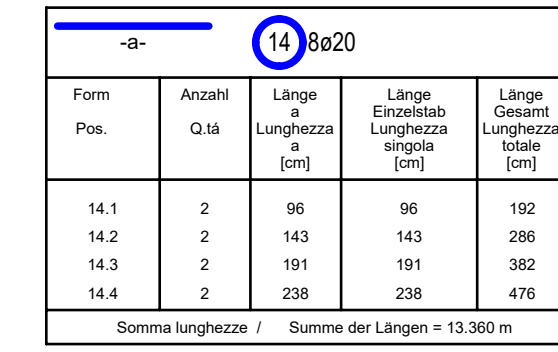 -a- 14 8ø20
Form Anzahl Länge Länge Länge
a Einzelstab Gesamt
Pos. Q.tá Lunghezza Lunghezza Lunghezza
a singola totale
[cm] [cm] [cm]
14.1 2 96 96 192
14.2 2 143 143 286
14.3 2 191 191 382
14.4 2 238 238 476
Somma lunghezze / Summe der Längen = 13.360 m